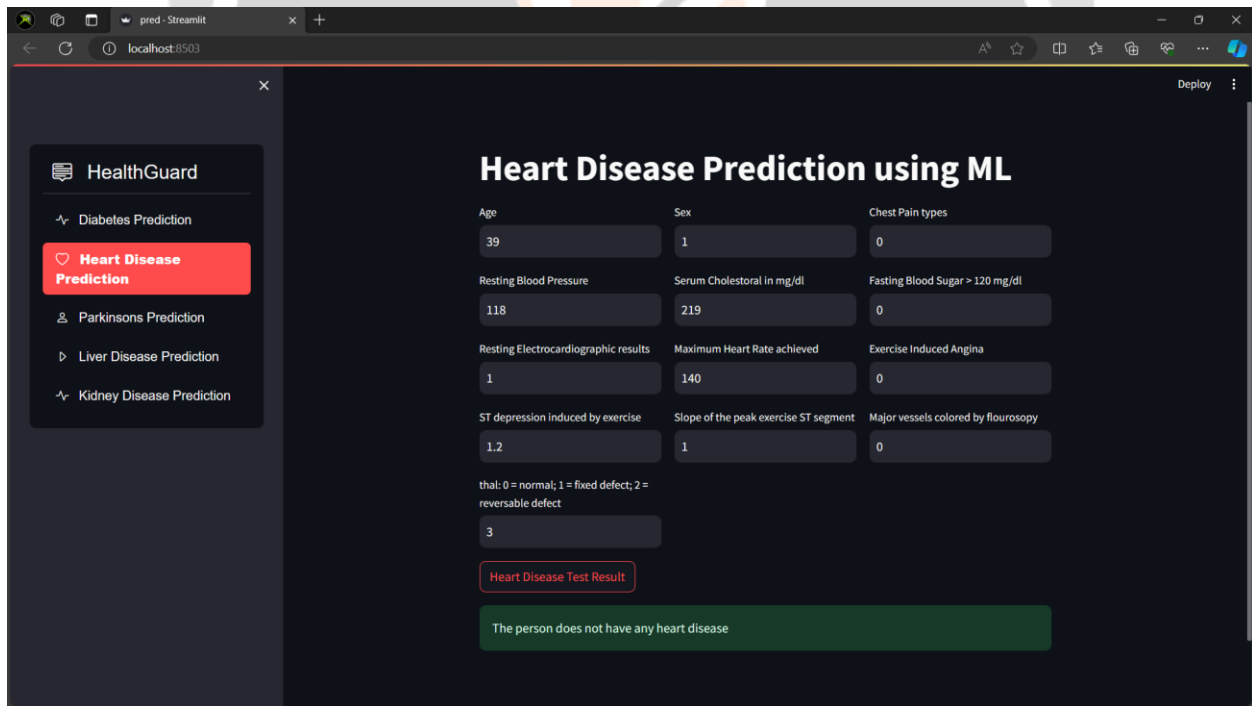 pred - Streamlit
localhost:8503
Deploy
HealthGuard
Diabetes Prediction
Heart Disease
Prediction
Parkinsons Prediction
Liver Disease Prediction
Kidney Disease Prediction
Heart Disease Prediction using ML
Age Sex Chest Pain types
39 1 0
Resting Blood Pressure Serum Cholestoral in mg/dl Fasting Blood Sugar > 120 mg/dl
118 219 0
Resting Electrocardiographic results Maximum Heart Rate achieved Exercise Induced Angina
1 140 0
ST depression induced by exercise Slope of the peak exercise ST segment Major vessels colored by flourosopy
1.2 1 0
thal: 0 = normal; 1 = fixed defect; 2 =
reversable defect
3
Heart Disease Test Result
The person does not have any heart disease